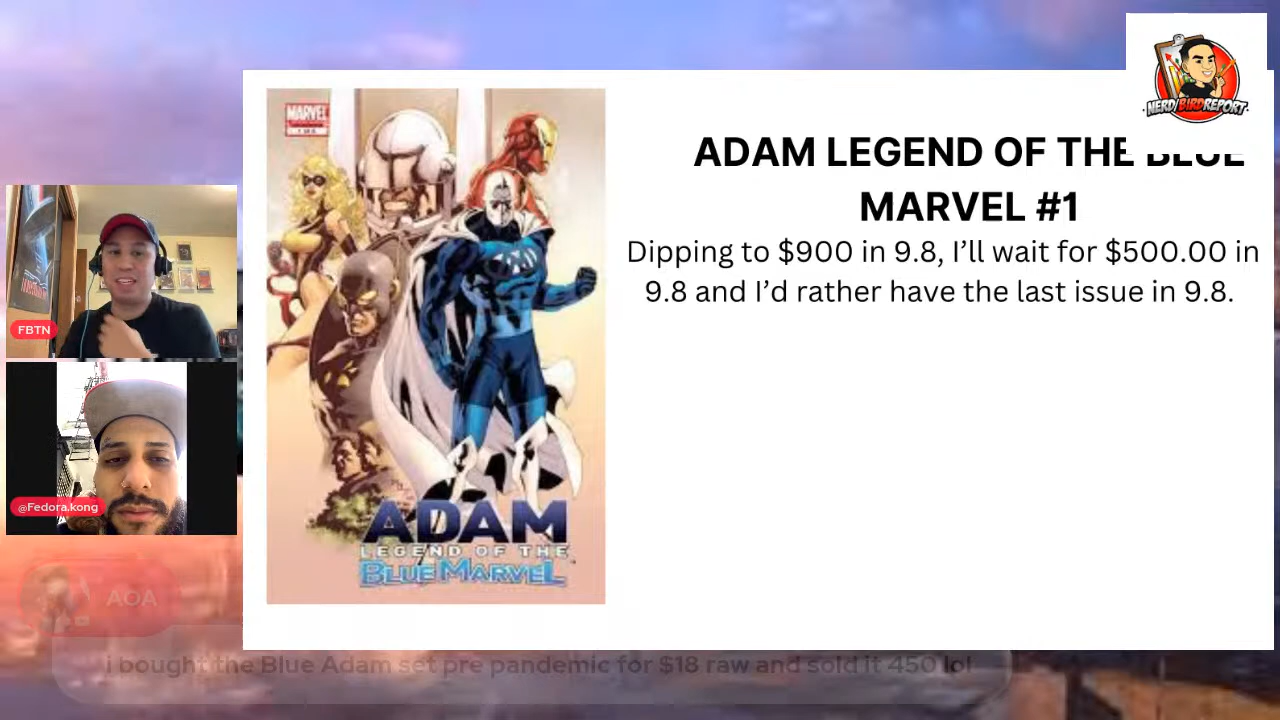 NERD/BIRDREPORT
ADAM LEGEND OF THE BLUE
MARVEL #1
Dipping to $900 in 9.8, I’ll wait for $500.00 in
9.8 and I’d rather have the last issue in 9.8.
MARVEL
ADAM
LEGEND OF THE
BLUE MARVEL
FBTN
@Fedora.kong
AOA
i bought the Blue Adam set pre pandemic for $18 raw and sold it 450 lol